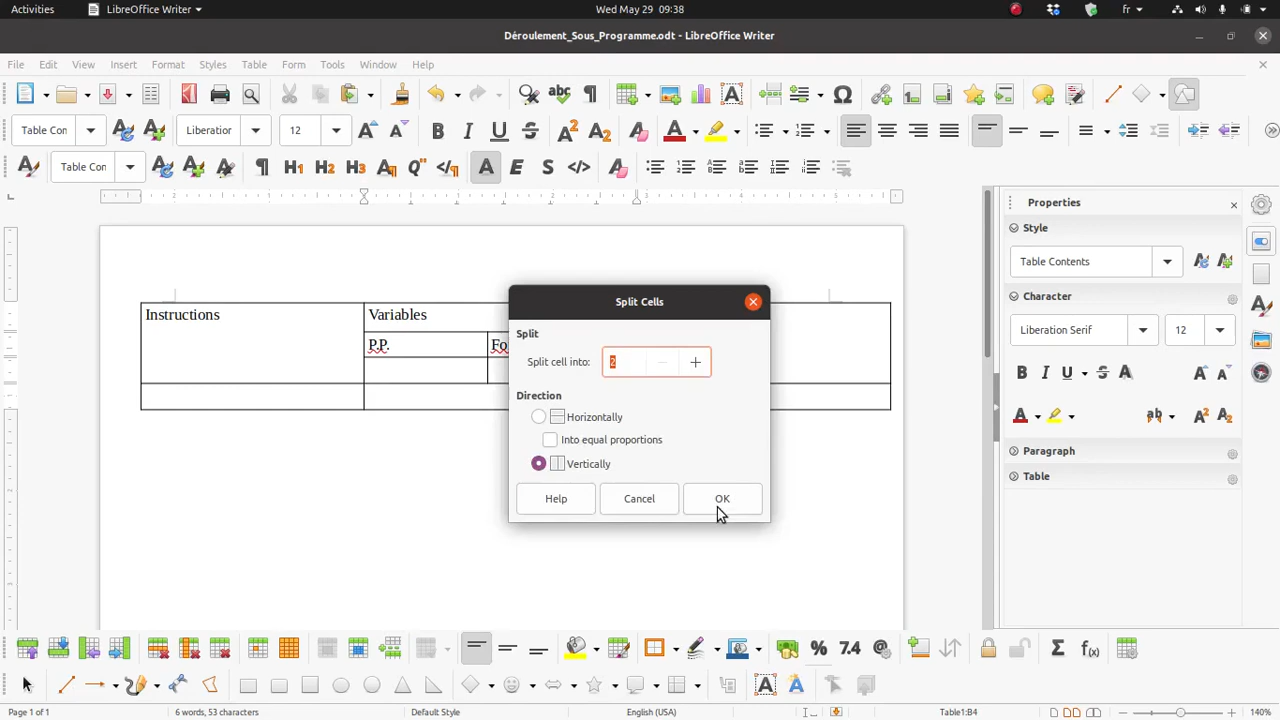 Activities LibreOffice Writer Wed May 29 09:38 fr
Déroulement_Sous_Programme.odt - LibreOffice Writer
File Edit View Insert Format Styles Table Form Tools Window Help
Table Con Liberation 12
Table Con
Properties
Style
Table Contents
Character
Liberation Serif 12
Paragraph
Table
Instructions Variables
P.P. Fo
Split Cells
Split
Split cell into: 2
Direction
Horizontally
Into equal proportions
Vertically
Help Cancel OK
Page 1 of 1 6 words, 53 characters Default Style English (USA) Table1:B4 140%